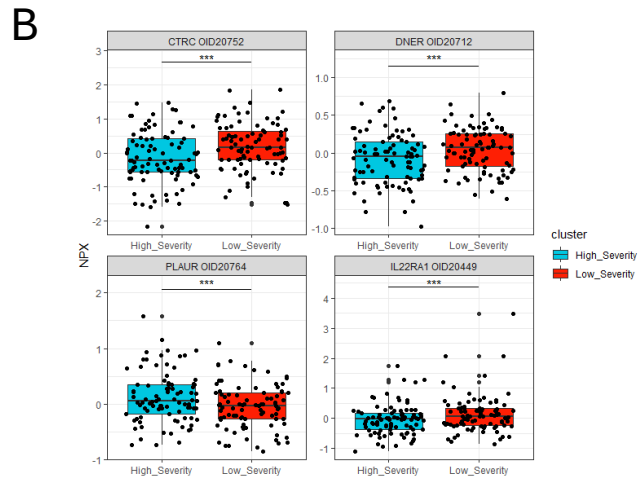 B
CTRC OID20752
DNER OID20712
***
***
3
2
1
0
-1
-2
1.0
0.5
0.0
-0.5
-1.0
High_Severity
Low_Severity
High_Severity
Low_Severity
NPX
PLAUR OID20764
IL22RA1 OID20449
***
***
2
1
0
-1
4
3
2
1
0
-1
High_Severity
Low_Severity
High_Severity
Low_Severity
cluster
High_Severity
Low_Severity